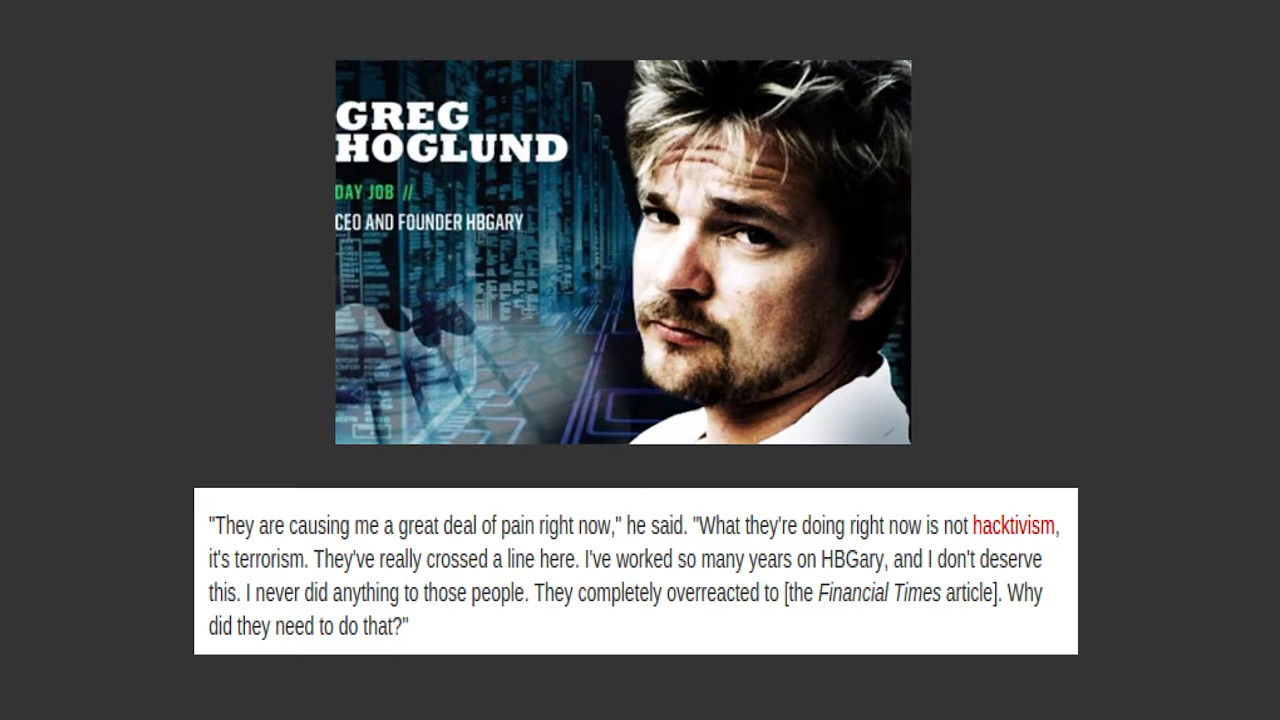 GREG
HOGLUND
DAY JOB //
CEO AND FOUNDER HBGARY
"They are causing me a great deal of pain right now," he said. "What they're doing right now is not hacktivism,
it's terrorism. They've really crossed a line here. I've worked so many years on HBGary, and I don't deserve
this. I never did anything to those people. They completely overreacted to [the Financial Times article]. Why
did they need to do that?"